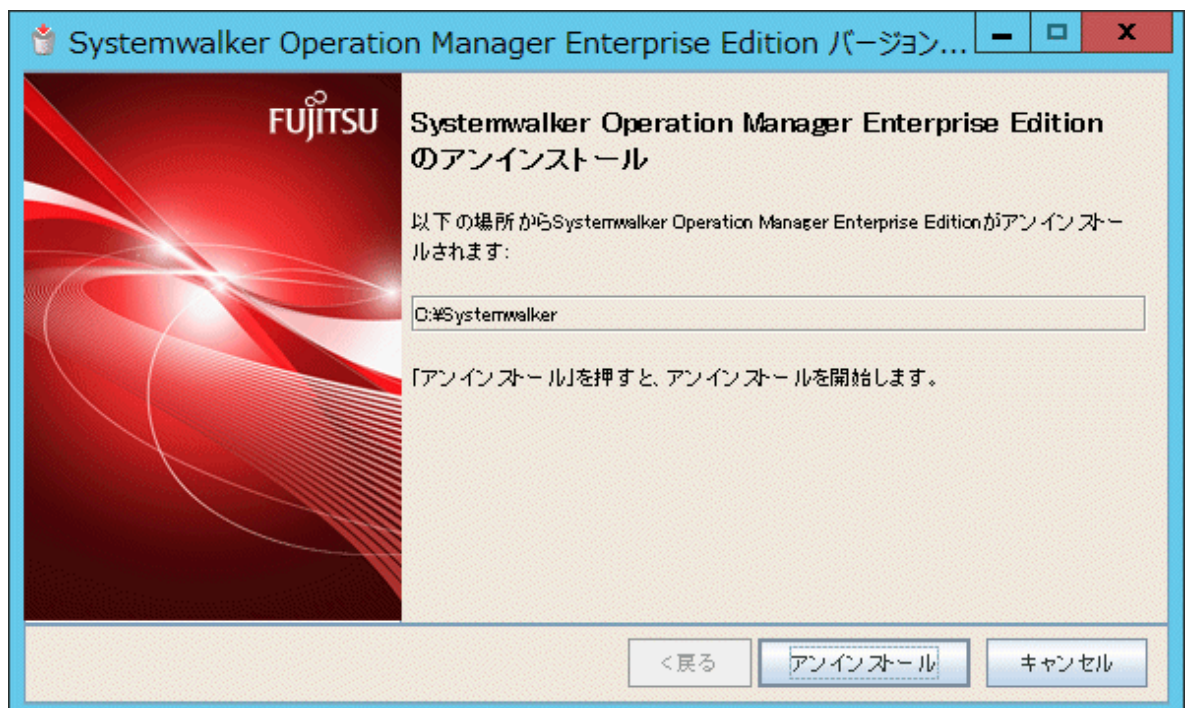 Systemwalker Operation Manager Enterprise Edition バージョン...
FUJITSU
Systemwalker Operation Manager Enterprise Edition
のアンインストール
以下の場所からSystemwalker Operation Manager Enterprise Editionがアンインストー
ルされます:
C:¥Systemwalker
「アンインストール」を押すと、アンインストールを開始します。
<戻る
アンインストール
キャンセル